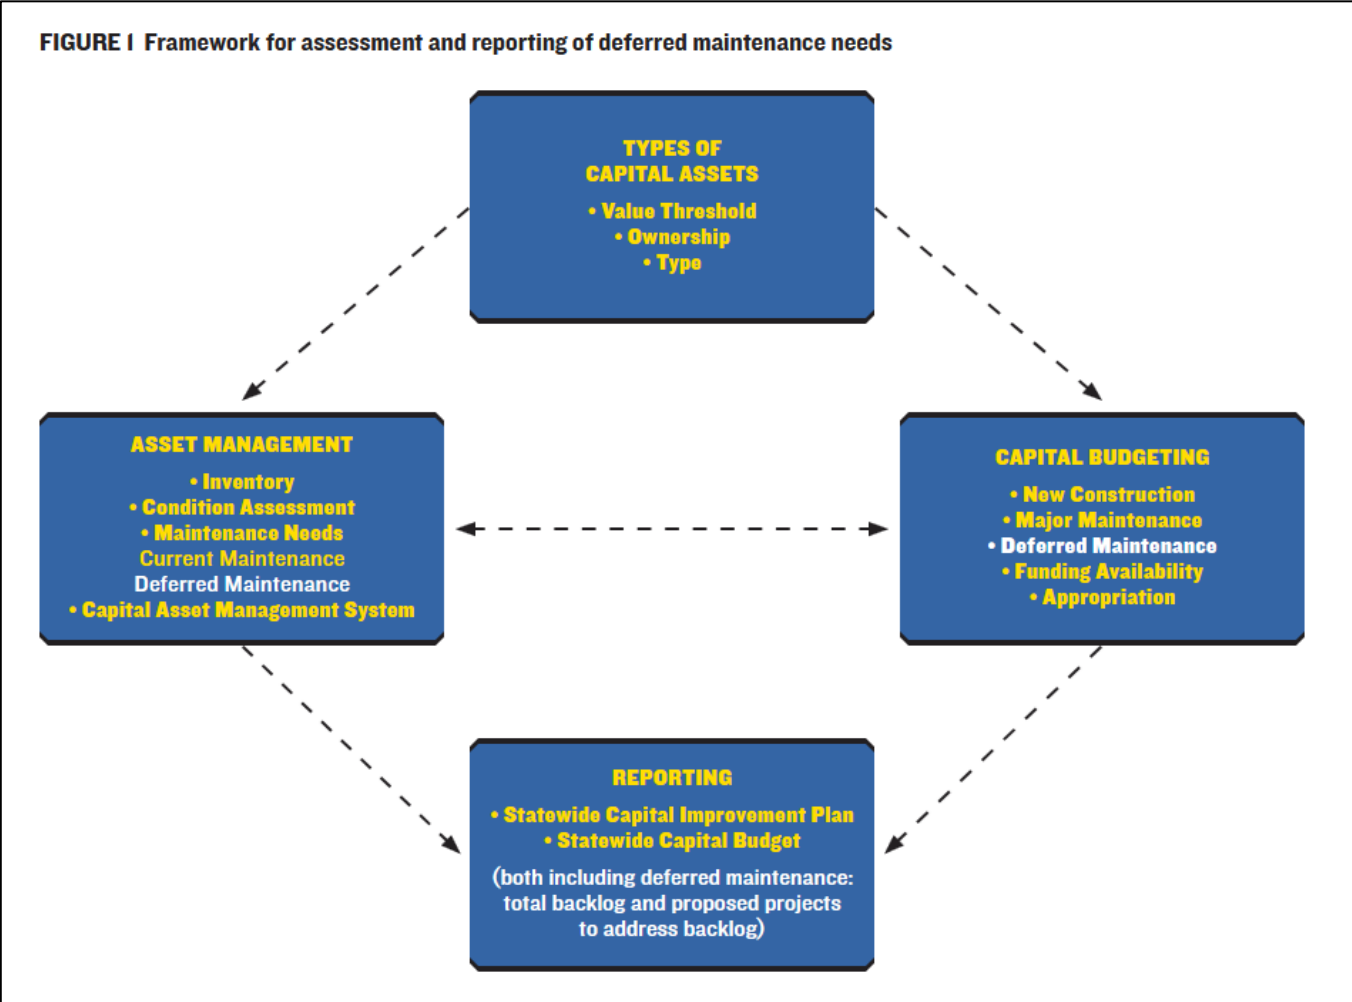 FIGURE 1 Framework for assessment and reporting of deferred maintenance needs
TYPES OF
CAPITAL ASSETS
• Value Threshold
• Ownership
• Type
ASSET MANAGEMENT
• Inventory
• Condition Assessment
• Maintenance Needs
Current Maintenance
Deferred Maintenance
• Capital Asset Management System
CAPITAL BUDGETING
• New Construction
• Major Maintenance
• Deferred Maintenance
• Funding Availability
• Appropriation
REPORTING
• Statewide Capital Improvement Plan
• Statewide Capital Budget
(both including deferred maintenance:
total backlog and proposed projects
to address backlog)